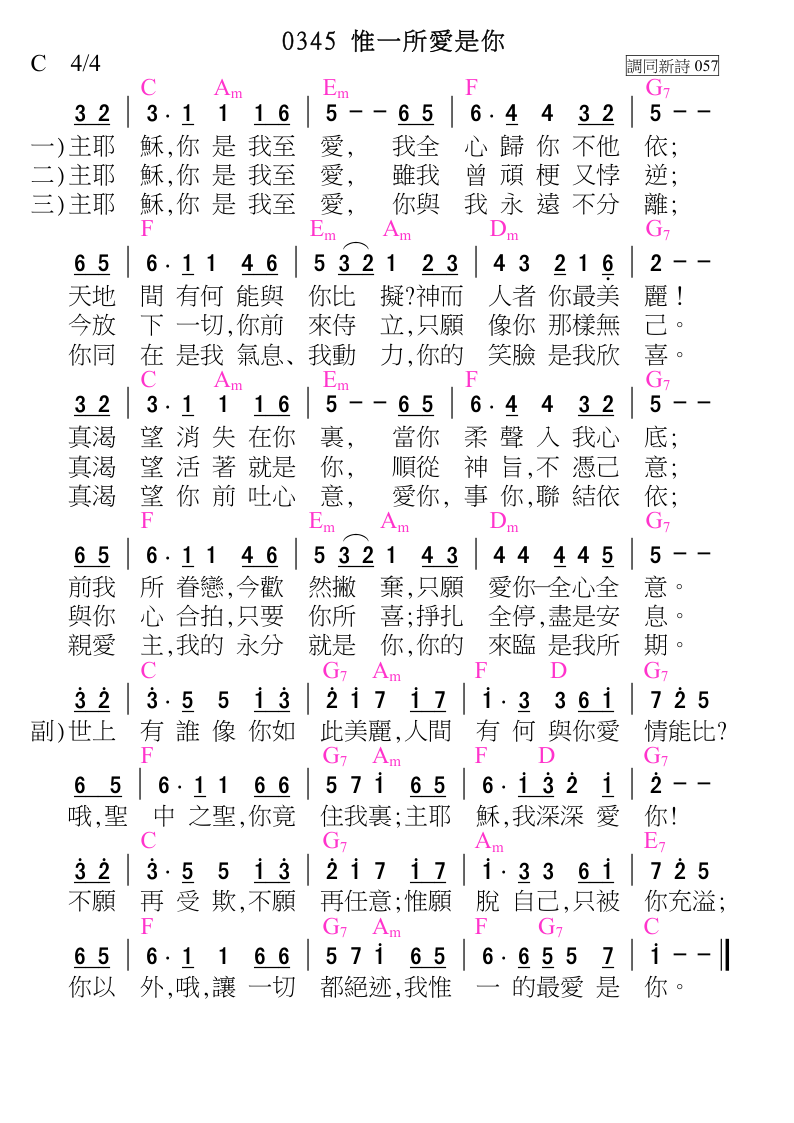 0345 惟一所愛是你
C 4/4 調同新詩 057
C Am Em F G7
3 2 | 3 · 1 1 1 6 | 5 - - 6 5 | 6 · 4 4 3 2 | 5 - -
一)主耶 穌,你 是 我至 愛, 我全 心 歸 你 不他 依;
二)主耶 穌,你 是 我至 愛, 雖我 曾 頑 梗 又悖 逆;
三)主耶 穌,你 是 我至 愛, 你與 我 永 遠 不分 離;
F Em Am Dm G7
6 5 | 6 · 1 1 4 6 | 5 3 2 1 2 3 | 4 3 2 1 6̣ | 2 - -
天地 間 有何 能與 你比 擬?神而 人者 你最美 麗!
今放 下 一切,你前 來侍 立,只願 像你 那樣無 己。
你同 在 是我 氣息、我動 力,你的 笑臉 是我欣 喜。
C Am Em F G7
3 2 | 3 · 1 1 1 6 | 5 - - 6 5 | 6 · 4 4 3 2 | 5 - -
真渴 望 消 失 在你 裏, 當你 柔 聲 入 我心 底;
真渴 望 活 著 就是 你, 順從 神 旨,不 憑己 意;
真渴 望 你 前 吐心 意, 愛你, 事 你,聯 結依 依;
F Em Am Dm G7
6 5 | 6 · 1 1 4 6 | 5 3 2 1 4 3 | 4 4 4 4 5 | 5 - -
前我 所 眷戀,今歡 然撇 棄,只願 愛你─全心全 意。
與你 心 合拍,只要 你所 喜;掙扎 全停,盡是安 息。
親愛 主,我的 永分 就是 你,你的 來臨 是我所 期。
C G7 Am F D G7
3̇ 2̇ | 3̇ · 5 5 1̇ 3̇ | 2̇ 1̇ 7 1̇ 7 | 1̇ · 3 3 6 1̇ | 7 2̇ 5
副)世上 有 誰 像 你如 此美麗,人間 有 何 與你愛 情能比?
F G7 Am F D G7
6 5 | 6 · 1 1 6 6 | 5 7 1̇ 6 5 | 6 · 1̇ 3̇ 2̇ 1̇ | 2̇ - -
哦,聖 中 之聖,你竟 住我裏;主耶 穌,我深深 愛 你!
C G7 Am E7
3̇ 2̇ | 3̇ · 5 5 1̇ 3̇ | 2̇ 1̇ 7 1̇ 7 | 1̇ · 3 3 6 1̇ | 7 2̇ 5
不願 再 受 欺,不願 再任意;惟願 脫 自己,只被 你充溢;
F G7 Am F G7 C
6 5 | 6 · 1 1 6 6 | 5 7 1̇ 6 5 | 6 · 6 5 5 7 | 1̇ - - ‖
你以 外,哦,讓 一切 都絕迹,我惟 一 的最愛 是 你。